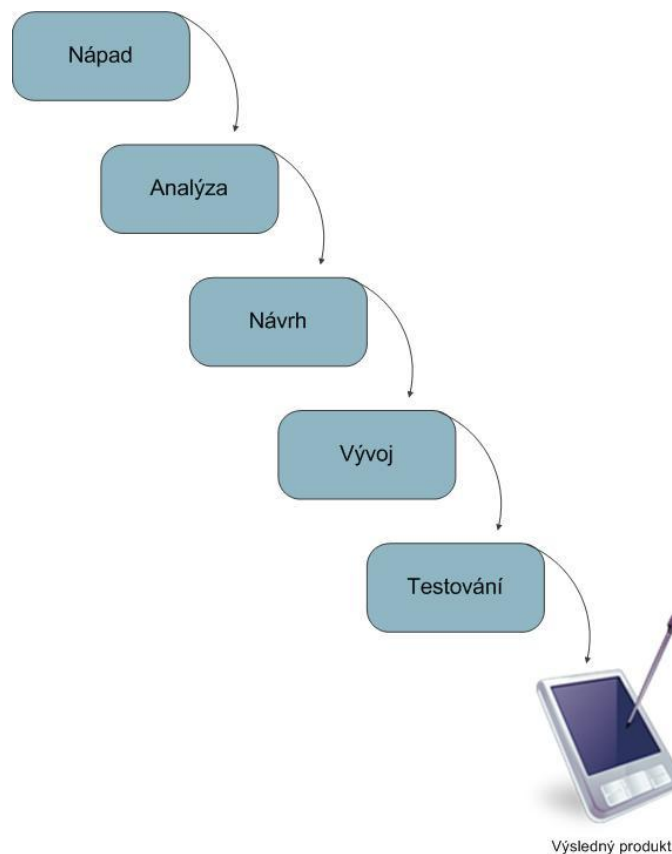 Nápad
Analýza
Návrh
Vývoj
Testování
Výsledný produkt